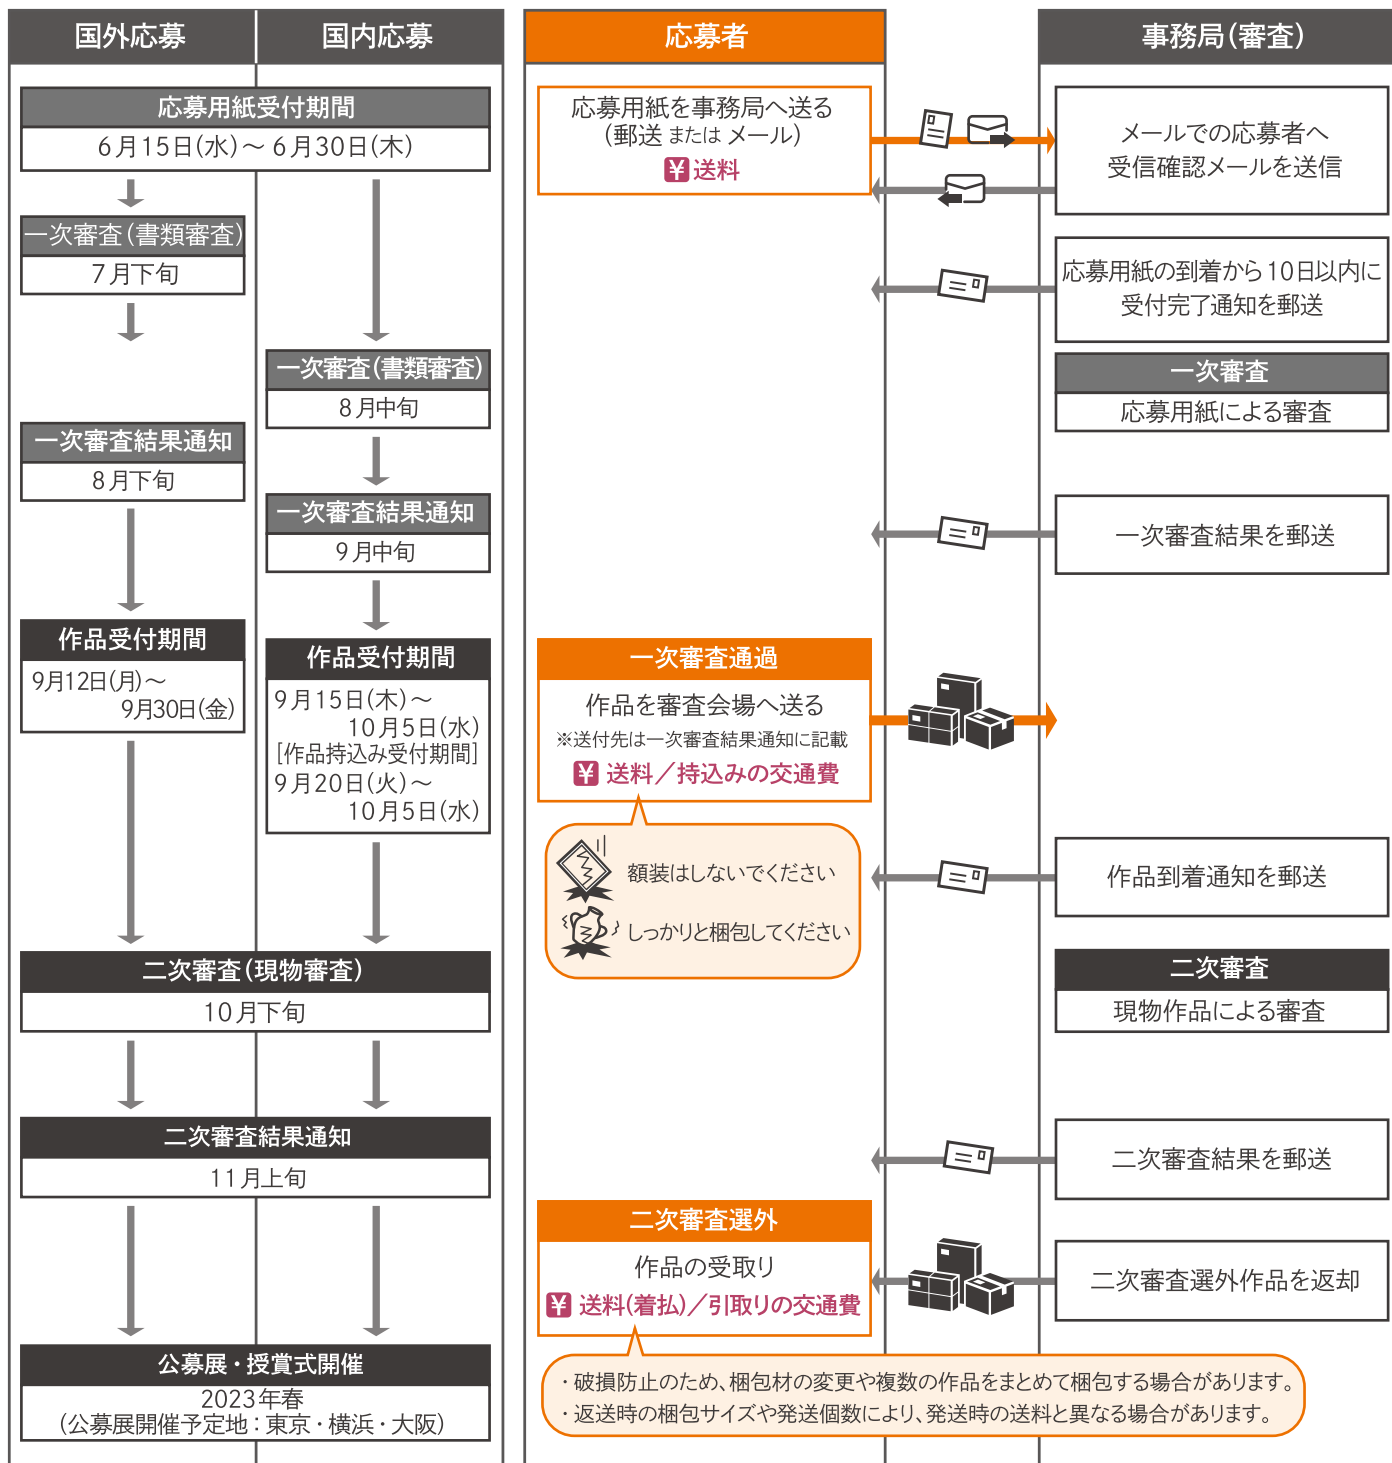 国外応募
国内応募
応募用紙受付期間
6月15日(水)～6月30日(木)
一次審査(書類審査)
7月下旬
一次審査(書類審査)
8月中旬
一次審査結果通知
8月下旬
一次審査結果通知
9月中旬
作品受付期間
9月12日(月)～
9月30日(金)
作品受付期間
9月15日(木)～
10月5日(水)
[作品持込み受付期間]
9月20日(火)～
10月5日(水)
二次審査(現物審査)
10月下旬
二次審査結果通知
11月上旬
公募展・授賞式開催
2023年春
(公募展開催予定地：東京・横浜・大阪)
応募者
応募用紙を事務局へ送る
(郵送 または メール)
¥ 送料
一次審査通過
作品を審査会場へ送る
※送付先は一次審査結果通知に記載
¥ 送料／持込みの交通費
額装はしないでください
しっかりと梱包してください
二次審査選外
作品の受取り
¥ 送料(着払)／引取りの交通費
・破損防止のため、梱包材の変更や複数の作品をまとめて梱包する場合があります。
・返送時の梱包サイズや発送個数により、発送時の送料と異なる場合があります。
事務局(審査)
メールでの応募者へ
受信確認メールを送信
応募用紙の到着から10日以内に
受付完了通知を郵送
一次審査
応募用紙による審査
一次審査結果を郵送
作品到着通知を郵送
二次審査
現物作品による審査
二次審査結果を郵送
二次審査選外作品を返却